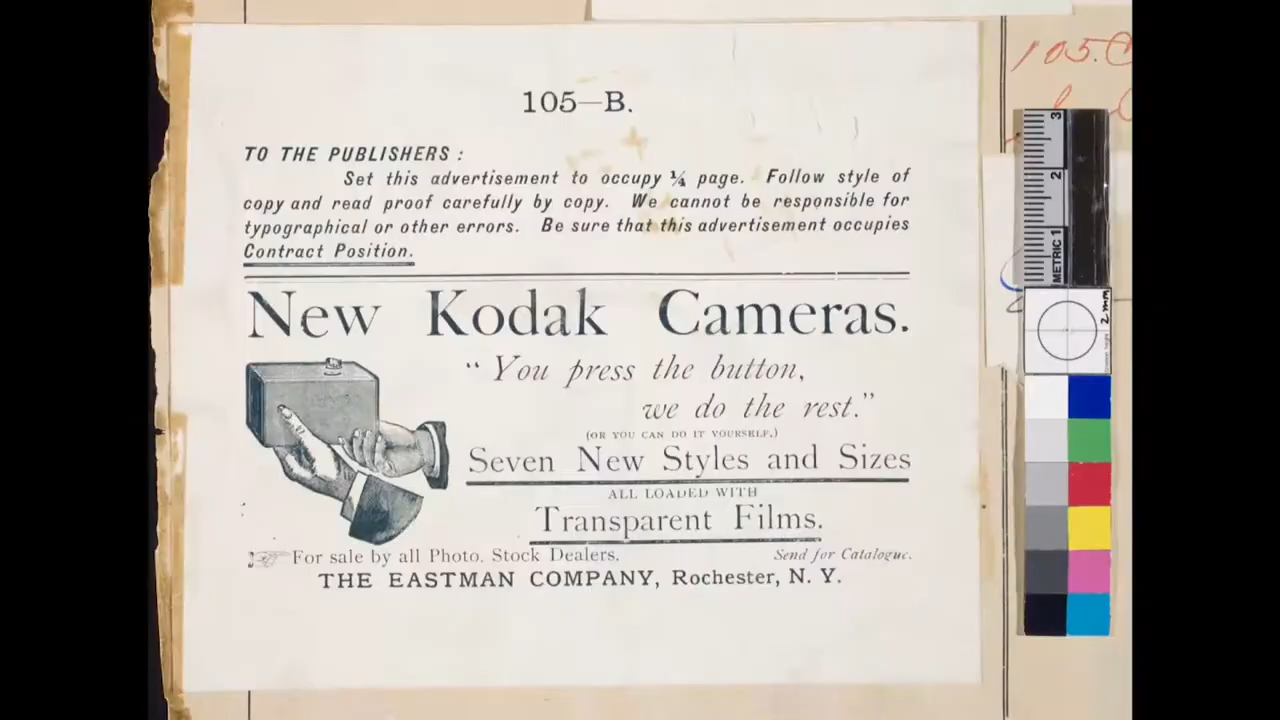 105—B.
TO THE PUBLISHERS :
Set this advertisement to occupy ¼ page. Follow style of
copy and read proof carefully by copy. We cannot be responsible for
typographical or other errors. Be sure that this advertisement occupies
Contract Position.
New Kodak Cameras.
“ You press the button,
we do the rest.”
(OR YOU CAN DO IT YOURSELF.)
Seven New Styles and Sizes
ALL LOADED WITH
Transparent Films.
For sale by all Photo. Stock Dealers. Send for Catalogue.
THE EASTMAN COMPANY, Rochester, N. Y.
105.C
3
2
METRIC 1
2 mm